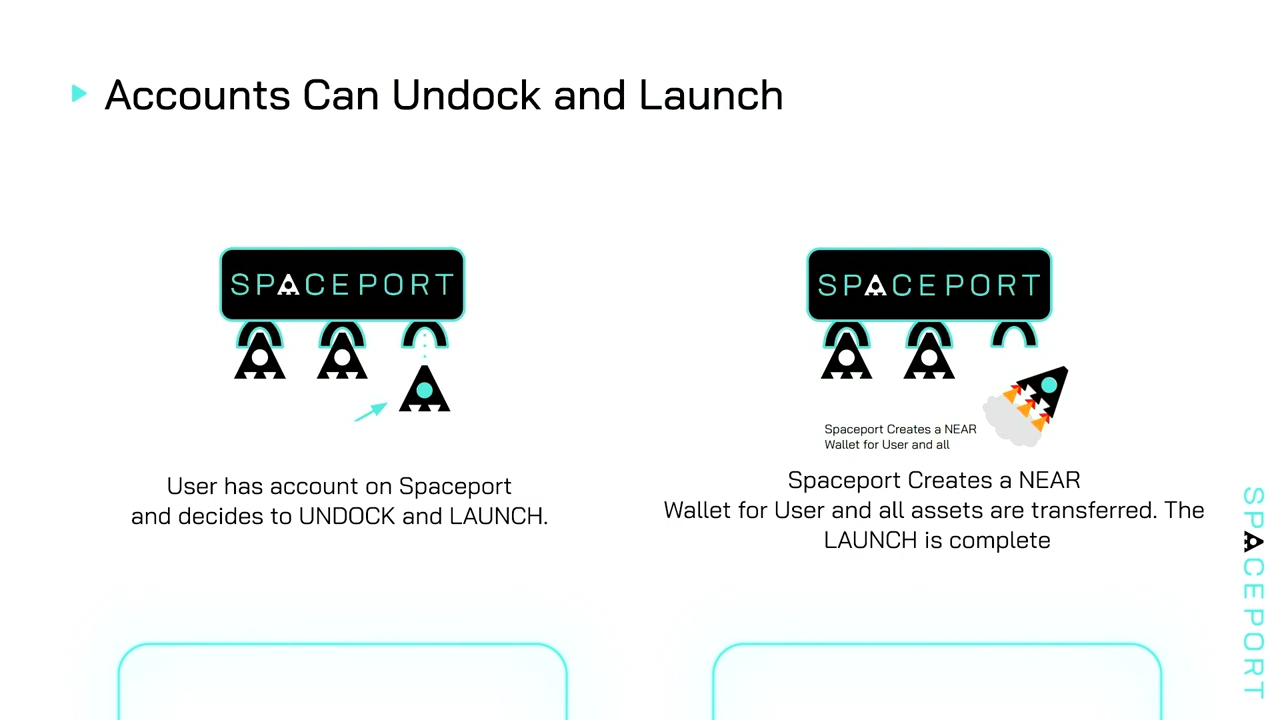 Accounts Can Undock and Launch
SPACEPORT
User has account on Spaceport
and decides to UNDOCK and LAUNCH.
SPACEPORT
Spaceport Creates a NEAR
Wallet for User and all
Spaceport Creates a NEAR
Wallet for User and all assets are transferred. The
LAUNCH is complete
SPACEPORT